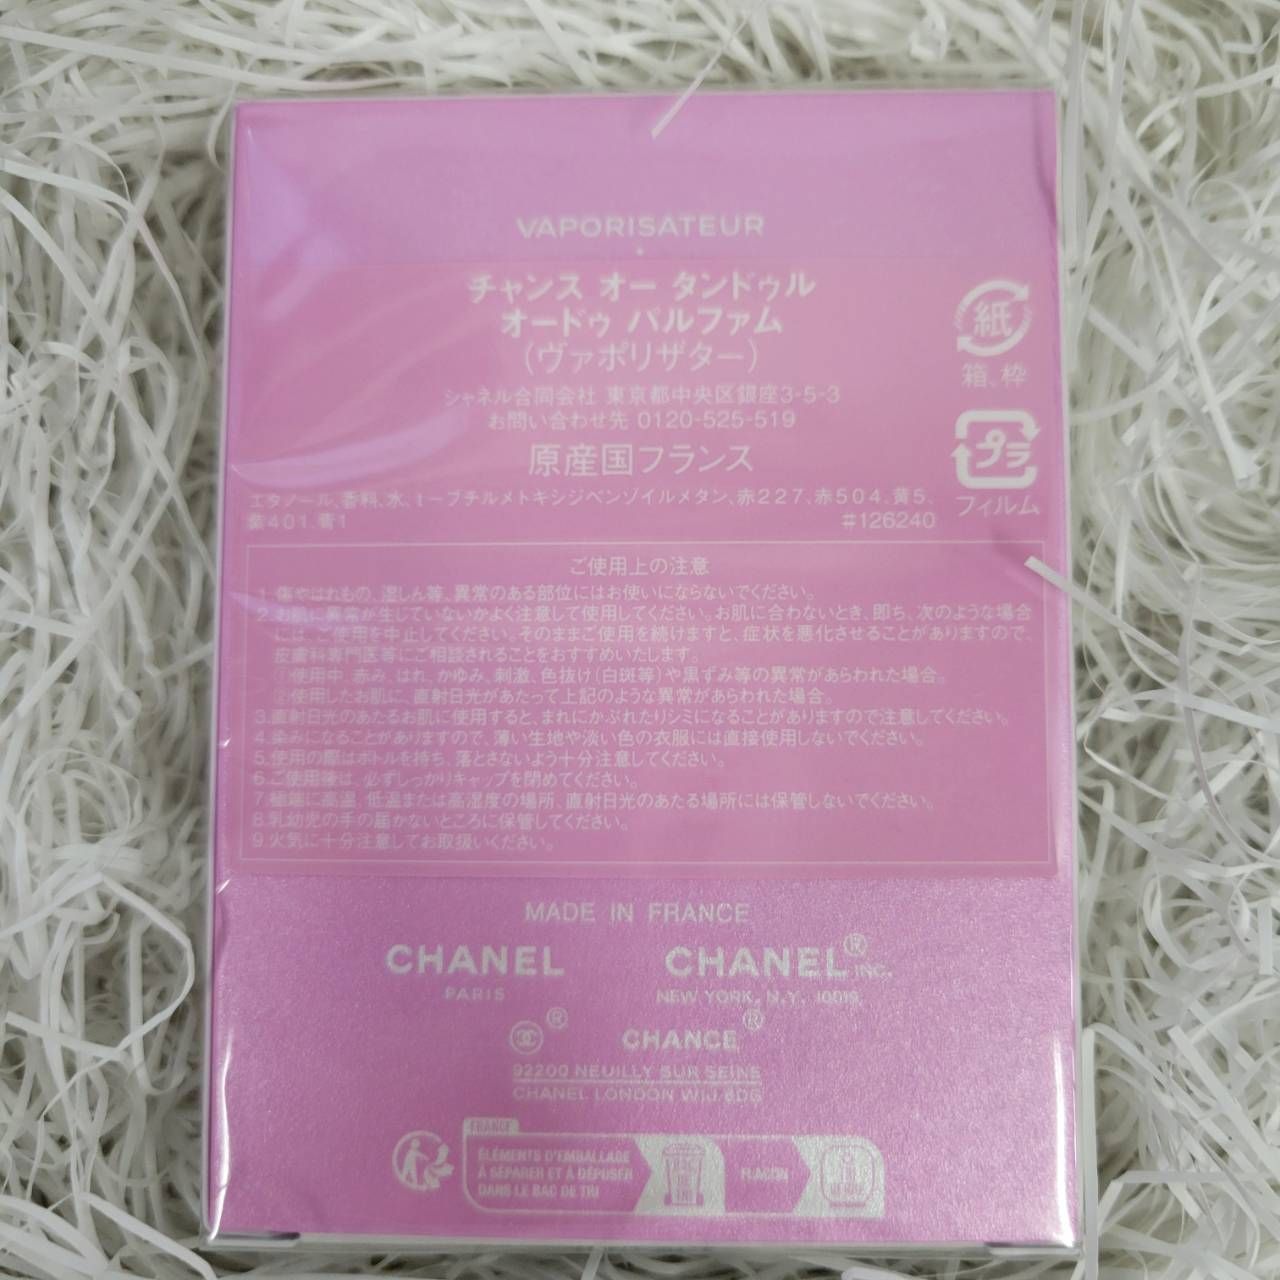 VAPORISATEUR
チャンス オー タンドゥル
オードゥ パルファム
(ヴァポリザター)
シャネル合同会社 東京都中央区銀座3-5-3
お問い合わせ先 0120-525-519
原産国フランス
紙
箱、枠
プラ
フィルム
エタノール、香料、水、t－ブチルメトキシジベンゾイルメタン、赤227、赤504、黄5、
紫401、青1
#126240
ご使用上の注意
1. 傷やはれもの、湿しん等、異常のある部位にはお使いにならないでください。
2. お肌に異常が生じていないかよく注意して使用してください。お肌に合わないとき、即ち、次のような場合
には、ご使用を中止してください。そのままご使用を続けますと、症状を悪化させることがありますので、
皮膚科専門医等にご相談されることをおすすめいたします。
①使用中、赤み、はれ、かゆみ、刺激、色抜け(白斑等)や黒ずみ等の異常があらわれた場合。
②使用したお肌に、直射日光があたって上記のような異常があらわれた場合。
3. 直射日光のあたるお肌に使用すると、まれにかぶれたりシミになることがありますので注意してください。
4. 染みになることがありますので、薄い生地や淡い色の衣服には直接使用しないでください。
5. 使用の際はボトルを持ち、落とさないよう十分注意してください。
6. ご使用後は、必ずしっかりキャップを閉めてください。
7. 極端に高温、低温または高湿度の場所、直射日光のあたる場所には保管しないでください。
8. 乳幼児の手の届かないところに保管してください。
9. 火気に十分注意してお取扱いください。
MADE IN FRANCE
CHANEL
PARIS
CHANEL® INC.
NEW YORK, N.Y. 10019
® CHANCE®
92200 NEUILLY SUR SEINE
CHANEL LONDON W1J 6DG
FRANCE
ÉLÉMENTS D'EMBALLAGE
À SÉPARER ET À DÉPOSER
DANS LE BAC DE TRI
FLACON